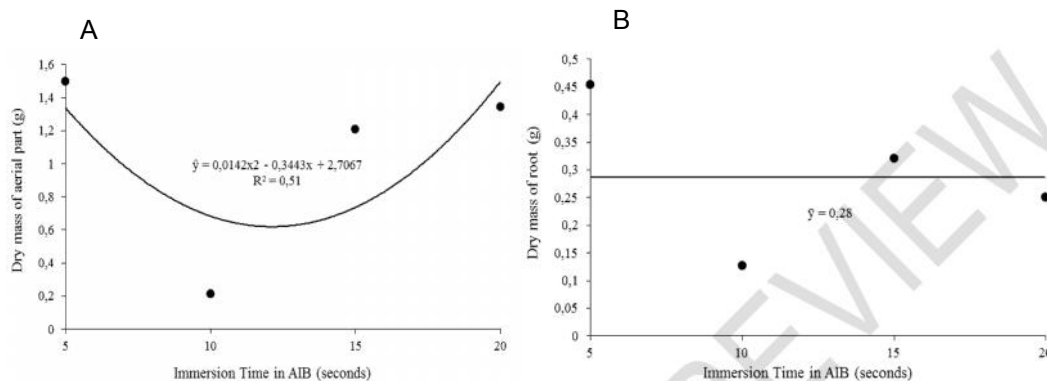 A
1,6
1,4
1,2
1
0,8
0,6
0,4
0,2
0
Dry mass of aerial part (g)
ŷ = 0,0142x2 - 0,3443x + 2,7067
R² = 0,51
5 10 15 20
Immersion Time in AIB (seconds)
B
0,5
0,45
0,4
0,35
0,3
0,25
0,2
0,15
0,1
0,05
0
Dry mass of root (g)
ȳ = 0,28
5 10 15 20
Immersion Time in AIB (seconds)
REVIEW